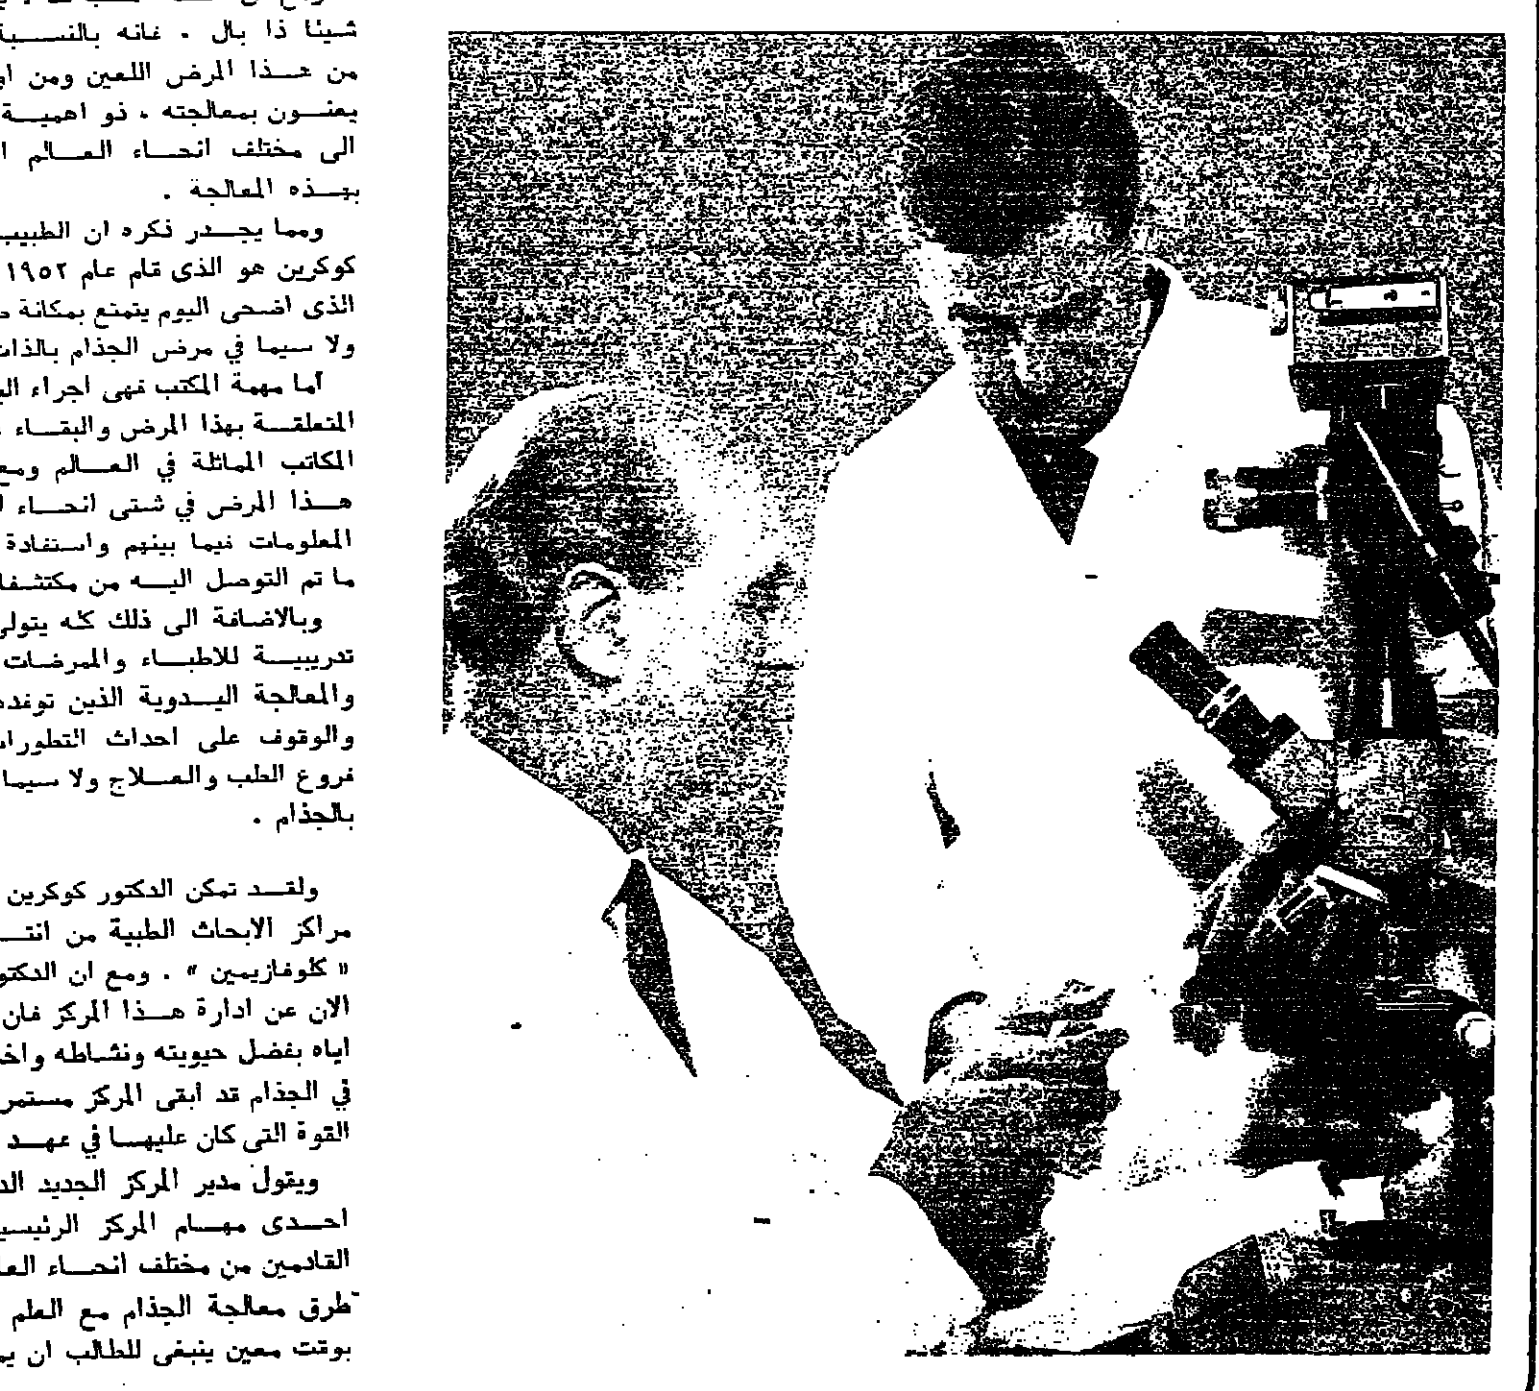 شيئا ذا بال . فانه بالنسبة
من هذا المرض اللعين ومن
يعنون بمعالجته . ذو اهمية
الى مختلف انحاء العالم
بهذه المعالجة .
ومما يجدر ذكره ان الطبيب
كوكرين هو الذى قام عام ١٩٥٢
الذى اضحى اليوم يتمتع بمكانة
ولا سيما في مرض الجذام بالذات
أما مهمة المكتب فهى اجراء
المتعلقة بهذا المرض والبقاء
المكاتب الماثلة في العالم ومع
هذا المرض في شتى انحاء
المعلومات فيما بينهم واستفادة
ما تم التوصل اليه من مكتشفا
وبالاضافة الى ذلك كله يتولى
تدريبية للاطباء والممرضات
والمعالجة اليدوية الذين توفده
والوقوف على احداث التطورات
فروع الطب والعلاج ولا سيما
بالجذام .
ولقد تمكن الدكتور كوكرين
مراكز الابحاث الطبية من
« كلوفازيمين » . ومع ان الدكتو
الان عن ادارة هذا المركز فان
اياه بفضل حيويته ونشاطه
في الجذام قد ابقى المركز مستمر
القوة التى كان عليها في عهد
ويقول مدير المركز الجديد
احدى مهام المركز الرئيسية
القادمين من مختلف انحاء
طرق معالجة الجذام مع العلم
بوقت معين ينبغى للطالب ان